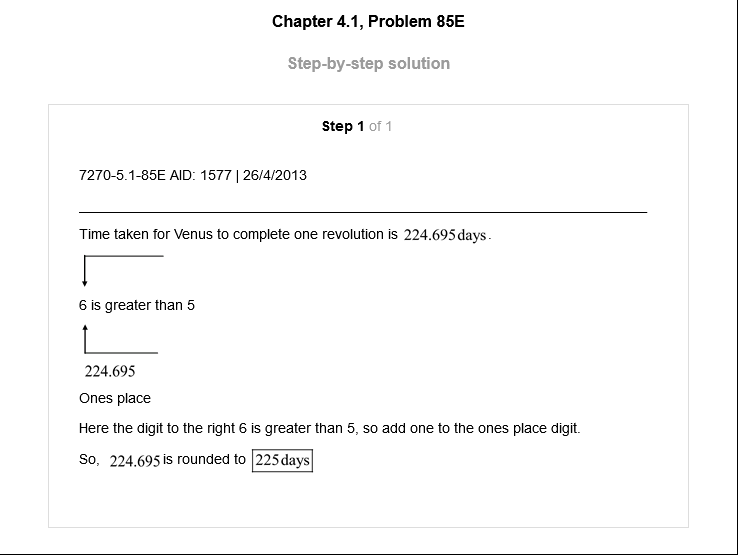 Chapter 4.1, Problem 85E
Step-by-step solution
Step 1 of 1
7270-5.1-85E AID: 1577 | 26/4/2013
Time taken for Venus to complete one revolution is 224.695 days.
6 is greater than 5
224.695
Ones place
Here the digit to the right 6 is greater than 5, so add one to the ones place digit.
So, 224.695 is rounded to 225 days